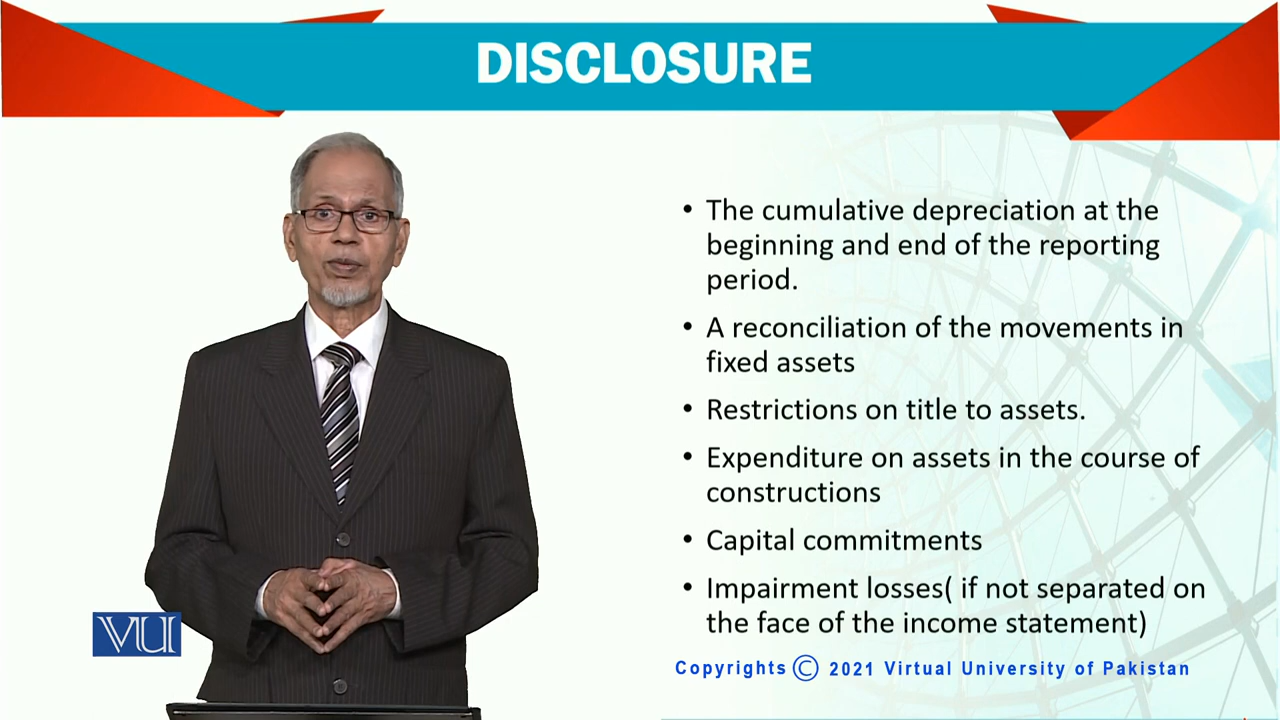 DISCLOSURE
• The cumulative depreciation at the
beginning and end of the reporting
period.
• A reconciliation of the movements in
fixed assets
• Restrictions on title to assets.
• Expenditure on assets in the course of
constructions
• Capital commitments
• Impairment losses( if not separated on
the face of the income statement)
VU
Copyrights © 2021 Virtual University of Pakistan